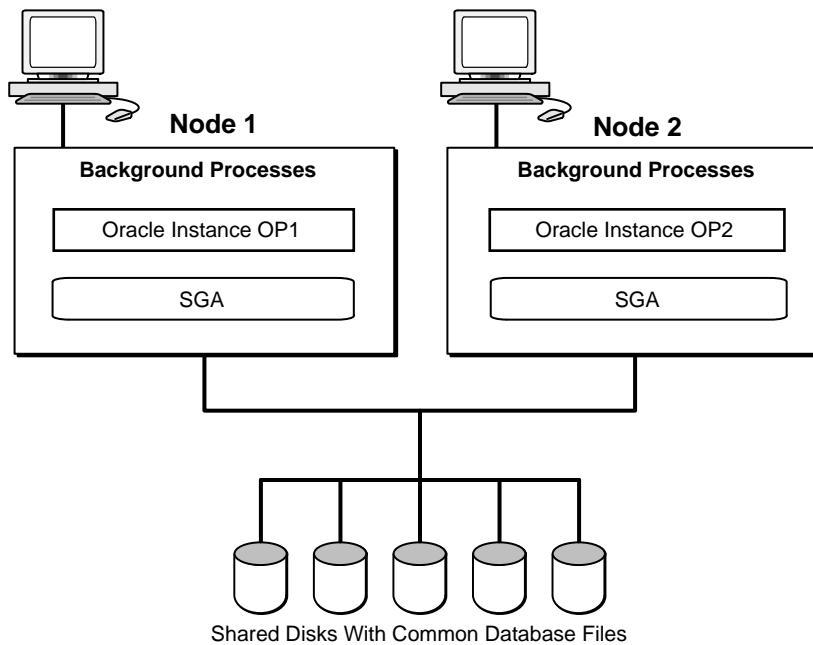 Node 1
Background Processes
Oracle Instance OP1
SGA
Node 2
Background Processes
Oracle Instance OP2
SGA
Shared Disks With Common Database Files